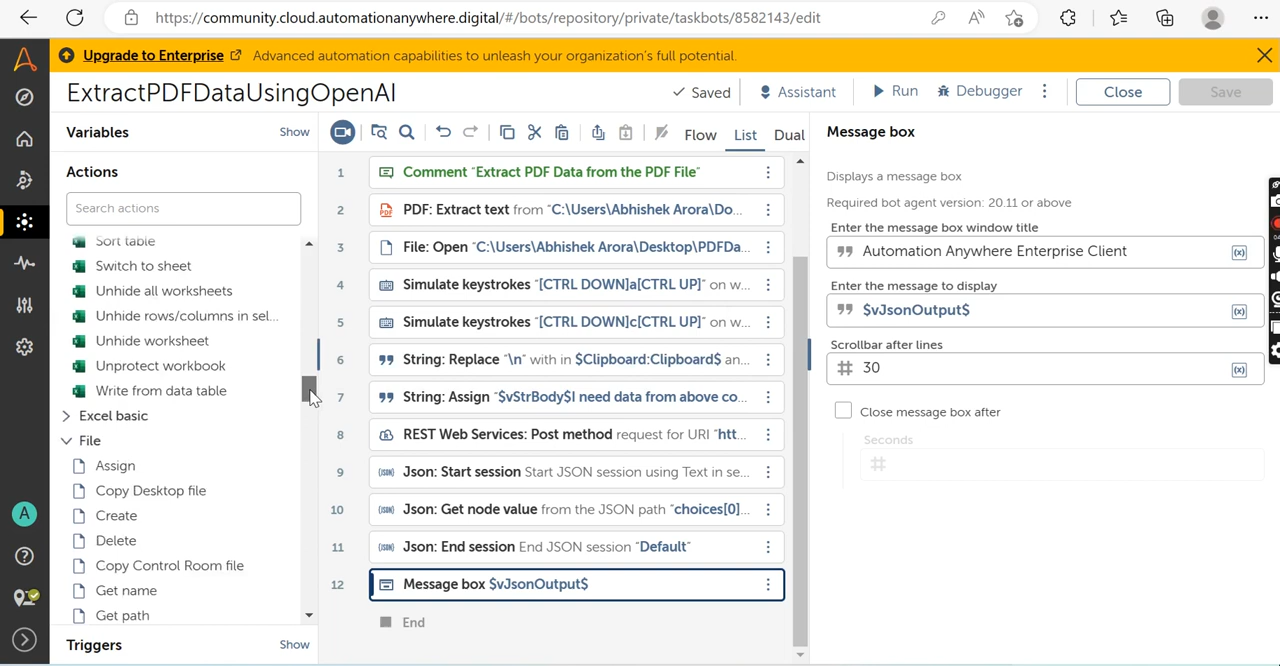 https://community.cloud.automationanywhere.digital/#/bots/repository/private/taskbots/8582143/edit
Upgrade to Enterprise Advanced automation capabilities to unleash your organization's full potential.
ExtractPDFDataUsingOpenAI
Saved
Assistant
Run
Debugger
Close
Save
Variables
Show
Flow
List
Dual
Message box
Actions
Search actions
Sort table
Switch to sheet
Unhide all worksheets
Unhide rows/columns in sel...
Unhide worksheet
Unprotect workbook
Write from data table
Excel basic
File
Assign
Copy Desktop file
Create
Delete
Copy Control Room file
Get name
Get path
Triggers
Show
A
1 Comment "Extract PDF Data from the PDF File"
2 PDF: Extract text from "C:\Users\Abhishek Arora\Do...
3 File: Open "C:\Users\Abhishek Arora\Desktop\PDFDa...
4 Simulate keystrokes "[CTRL DOWN]a[CTRL UP]" on w...
5 Simulate keystrokes "[CTRL DOWN]c[CTRL UP]" on w...
6 String: Replace "\n" with in $Clipboard:Clipboard$ an...
7 String: Assign "$vStrBody$I need data from above co...
8 REST Web Services: Post method request for URI "htt...
9 Json: Start session Start JSON session using Text in se...
10 Json: Get node value from the JSON path "choices[0]...
11 Json: End session End JSON session "Default"
12 Message box $vJsonOutput$
End
Displays a message box
Required bot agent version: 20.11 or above
Enter the message box window title
Automation Anywhere Enterprise Client (x)
Enter the message to display
$vJsonOutput$ (x)
Scrollbar after lines
30 (x)
Close message box after
Seconds